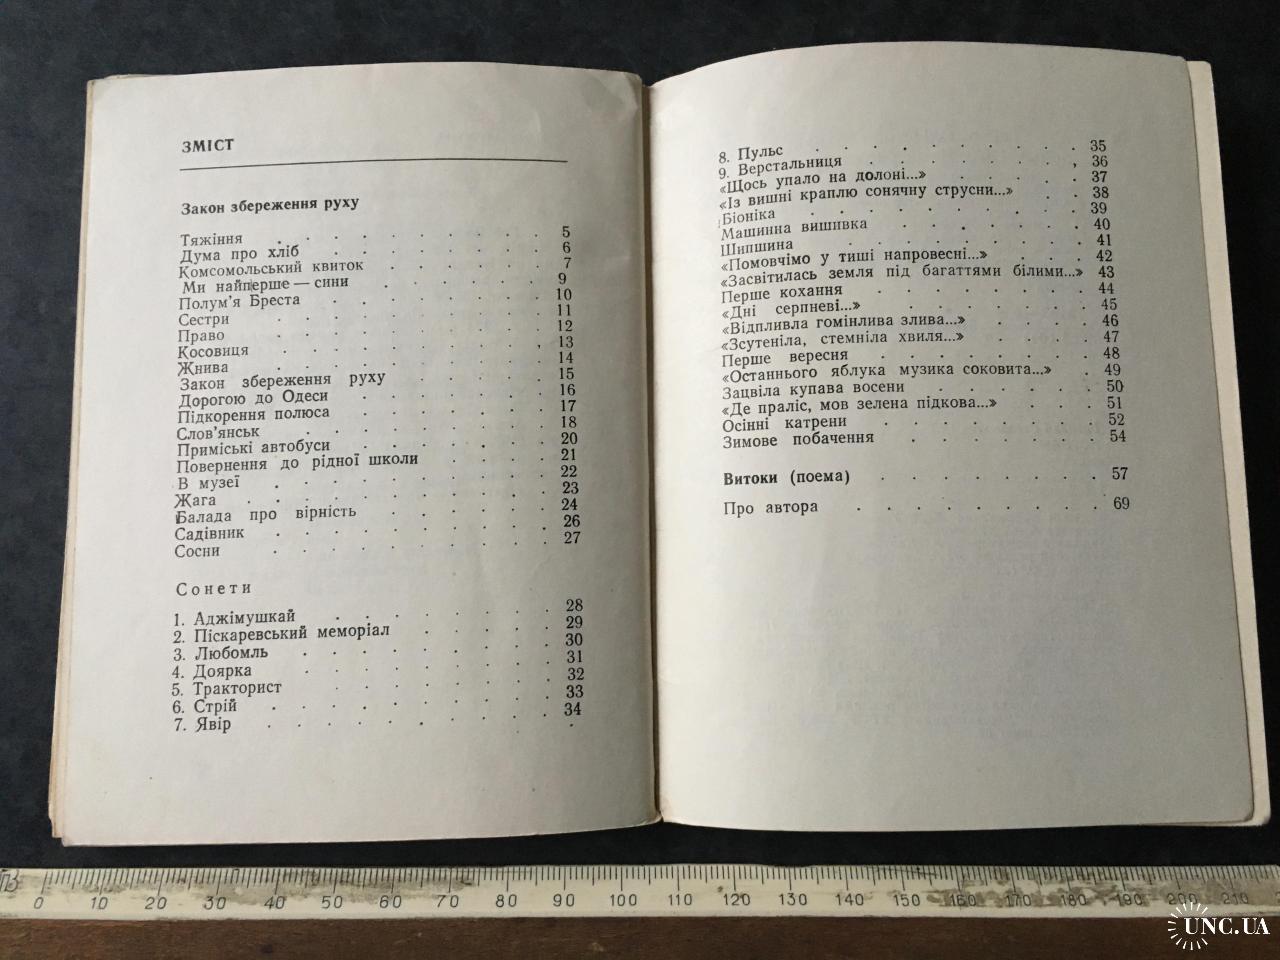 ЗМІСТ
Закон збереження руху
Тяжіння . . . . . . . . . . 5
Дума про хліб . . . . . . . . 6
Комсомольський квиток . . . . . . 7
Ми найперше — сини . . . . . . 9
Полум'я Бреста . . . . . . . . 10
Сестри . . . . . . . . . . 11
Право . . . . . . . . . . 12
Косовиця . . . . . . . . . 13
Жнива . . . . . . . . . . 14
Закон збереження руху . . . . . 15
Дорогою до Одеси . . . . . . . 16
Підкорення полюса . . . . . . . 17
Слов'янськ . . . . . . . . . 18
Приміські автобуси . . . . . . . 20
Повернення до рідної школи . . . . 21
В музеї . . . . . . . . . . 22
Жага . . . . . . . . . . . 23
Балада про вірність . . . . . . 24
Садівник . . . . . . . . . . 26
Сосни . . . . . . . . . . 27
Сонети
1. Аджімушкай . . . . . . . . 28
2. Піскаревський меморіал . . . . . 29
3. Любомль . . . . . . . . . 30
4. Доярка . . . . . . . . . 31
5. Тракторист . . . . . . . . 32
6. Стрій . . . . . . . . . . 33
7. Явір . . . . . . . . . . 34
8. Пульс . . . . . . . . . . 35
9. Верстальниця . . . . . . . . 36
«Щось упало на долоні...» . . . . . 37
«Із вишні краплю сонячну струсни...» . . 38
Біоніка . . . . . . . . . . 39
Машинна вишивка . . . . . . . 40
Шипшина . . . . . . . . . 41
«Помовчімо у тиші напровесні...» . . . 42
«Засвітилась земля під багаттями білими...» 43
Перше кохання . . . . . . . . 44
«Дні серпневі...» . . . . . . . 45
«Відпливла гомінлива злива...» . . . . 46
«Зсутеніла, стемніла хвиля...» . . . . 47
Перше вересня . . . . . . . . 48
«Останнього яблука музика соковита...» . 49
Зацвіла купава восени . . . . . . 50
«Де праліс, мов зелена підкова...» . . . 51
Осінні катрени . . . . . . . . 52
Зимове побачення . . . . . . . 54
Витоки (поема) . . . . . . . . 57
Про автора . . . . . . . . . 69
0 10 20 30 40 50 60 70 80 90 100 110 120 130 140 150 160 170 180 190 200 210
UNC.UA